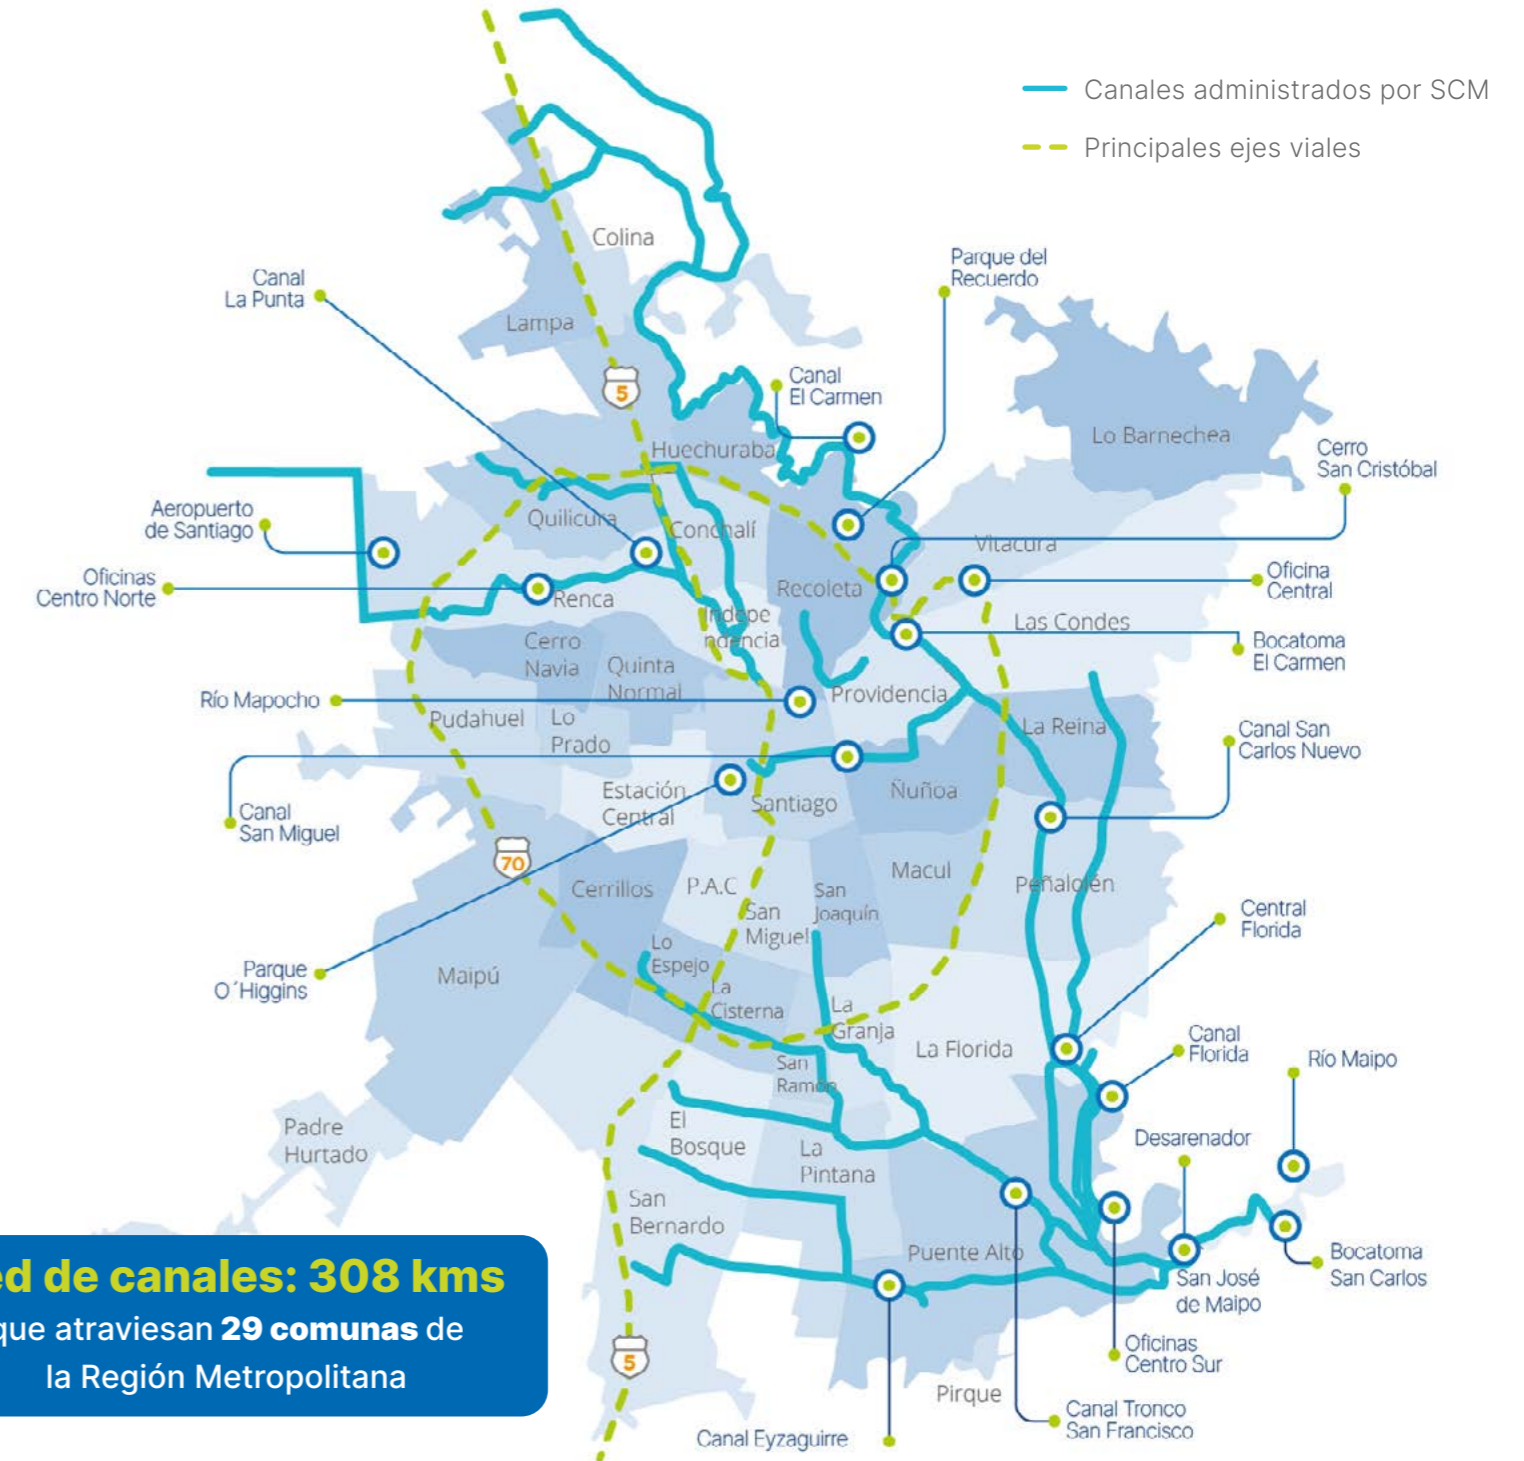 Canales administrados por SCM
Principales ejes viales
Colina
Parque del
Recuerdo
Canal
La Punta
Lampa
5
Canal
El Carmen
Lo Barnechea
Huechuraba
Cerro
San Cristóbal
Aeropuerto
de Santiago
Quilicura
Conchalí
Vitacura
Oficinas
Centro Norte
Renca
Recoleta
Oficina
Central
Indepe
ndencia
Las Condes
Cerro
Navia
Quinta
Normal
Bocatoma
El Carmen
Río Mapocho
Providencia
Pudahuel
Lo
Prado
La Reina
Canal San
Carlos Nuevo
Estación
Central
Santiago
Ñuñoa
Canal
San Miguel
70
Cerrillos
P.A.C
San
Joaquín
Macul
Peñalolén
San
Miguel
Central
Florida
Lo
Espejo
Parque
O´Higgins
Maipú
La
Cisterna
La
Granja
La Florida
Canal
Florida
Río Maipo
San
Ramón
Padre
Hurtado
El
Bosque
La
Pintana
Desarenador
San
Bernardo
Puente Alto
Bocatoma
San Carlos
San José
de Maipo
ed de canales: 308 kms
que atraviesan 29 comunas de
la Región Metropolitana
5
Oficinas
Centro Sur
Pirque
Canal Tronco
San Francisco
Canal Eyzaguirre